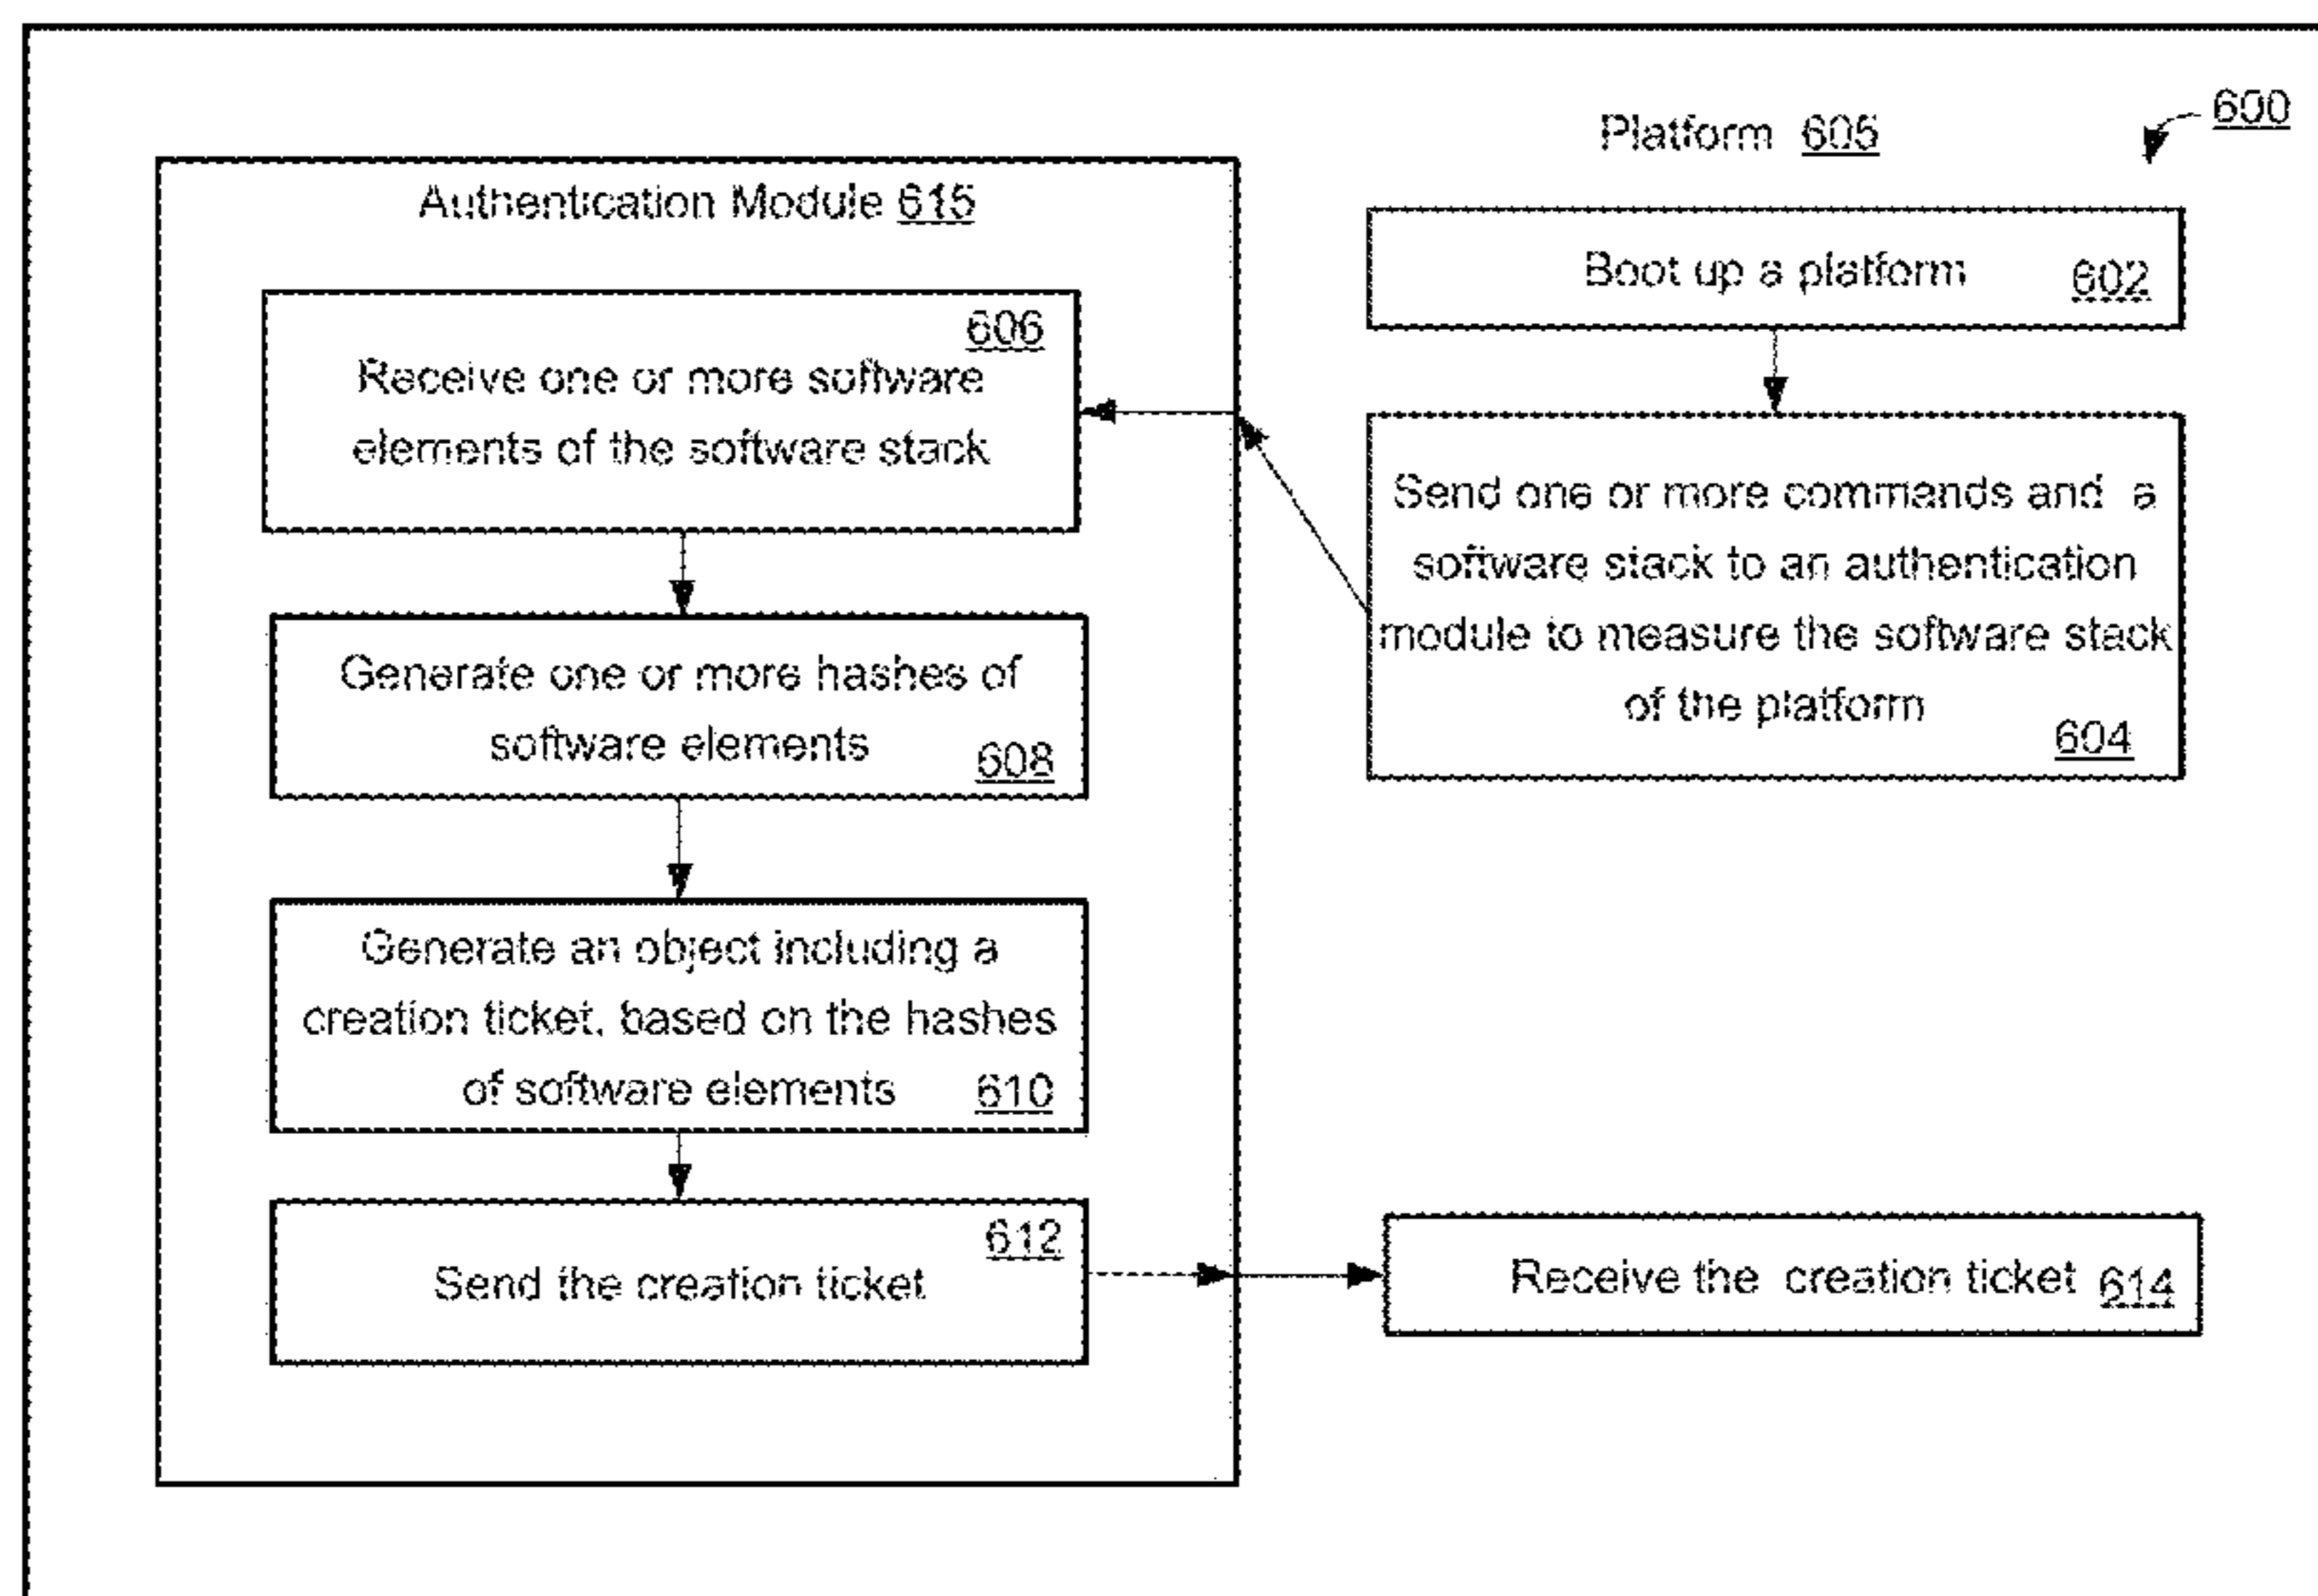 600
Platform 605
Authentication Module 615
Boot up a platform 602
Send one or more commands and a
software stack to an authentication
module to measure the software stack
of the platform
604
606
Receive one or more software
elements of the software stack
Generate one or more hashes of
software elements
608
Generate an object including a
creation ticket, based on the hashes
of software elements 610
612
Send the creation ticket
Receive the creation ticket 614